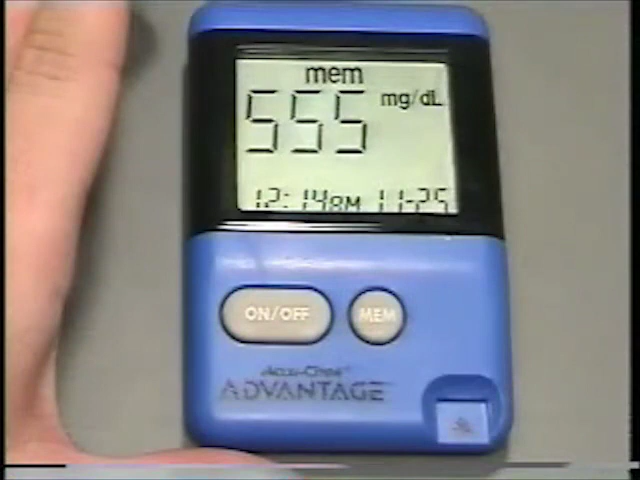 mem
555 mg/dL
12:14AM 11-25
ON/OFF MEM
Accu-Chek
ADVANTAGE